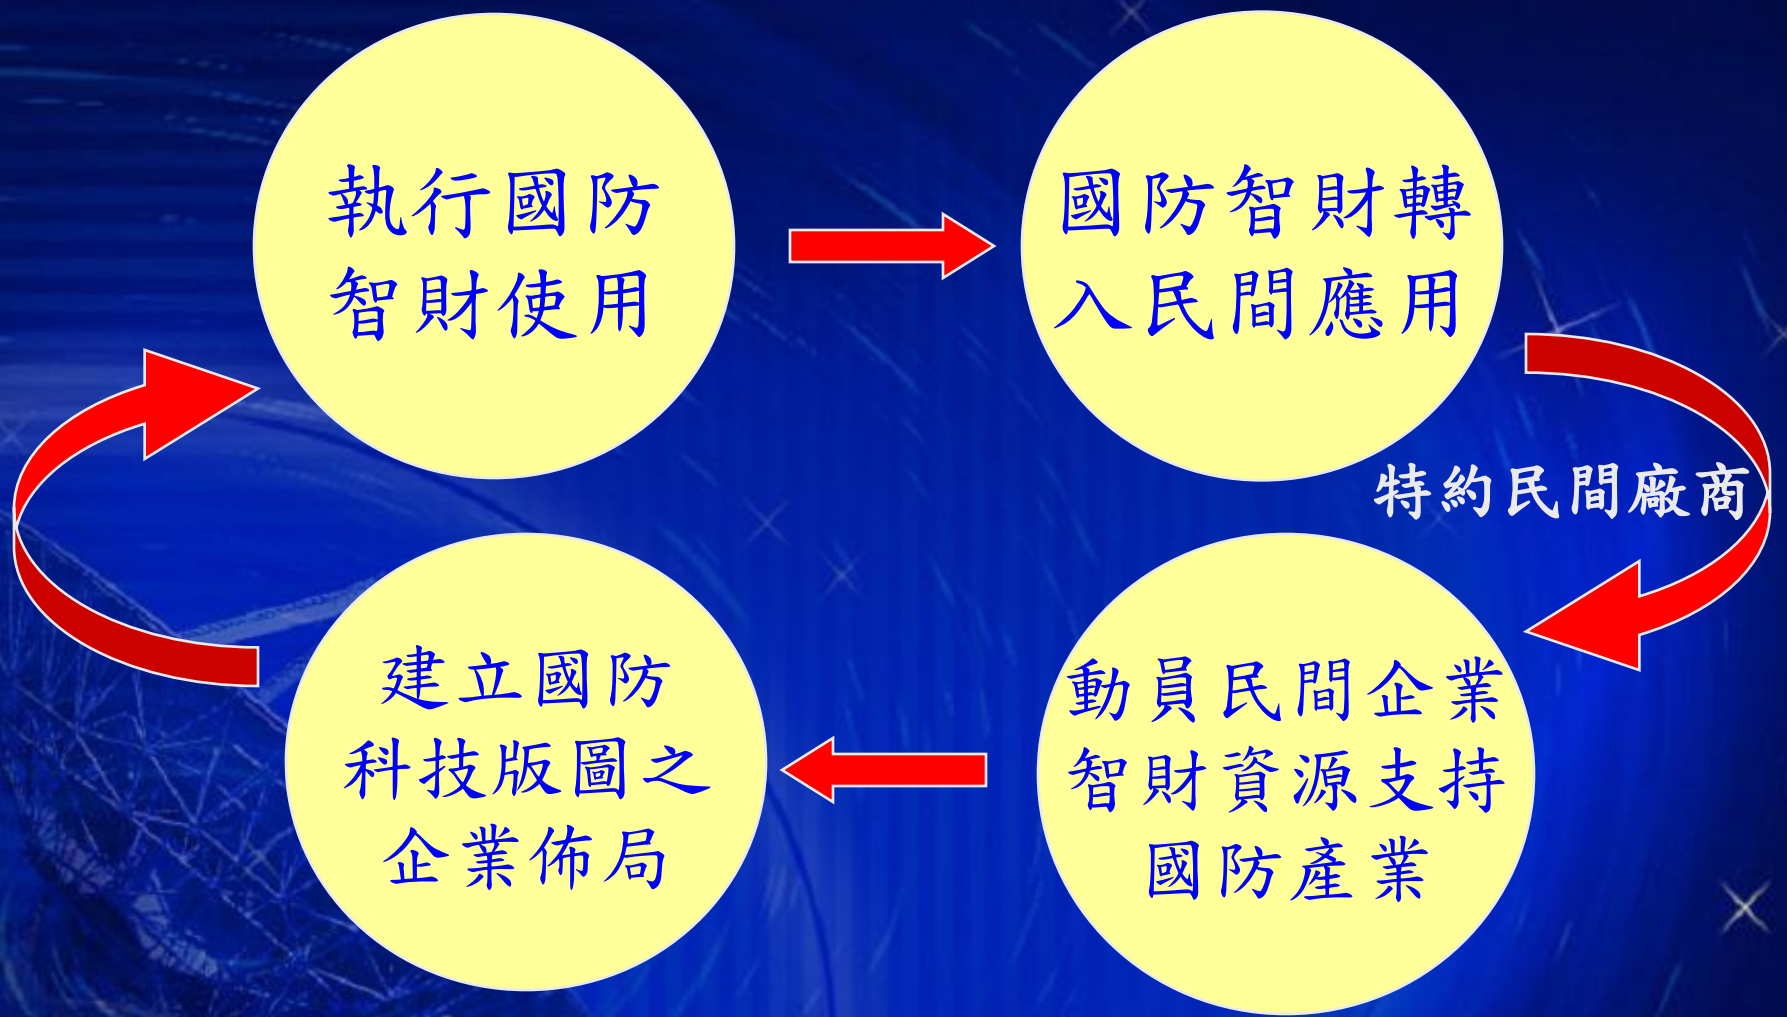 執行國防
智財使用
國防智財轉
入民間應用
特約民間廠商
動員民間企業
智財資源支持
國防產業
建立國防
科技版圖之
企業佈局